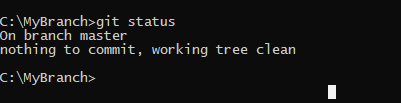 C:\MyBranch>git status
On branch master
nothing to commit, working tree clean
C:\MyBranch>